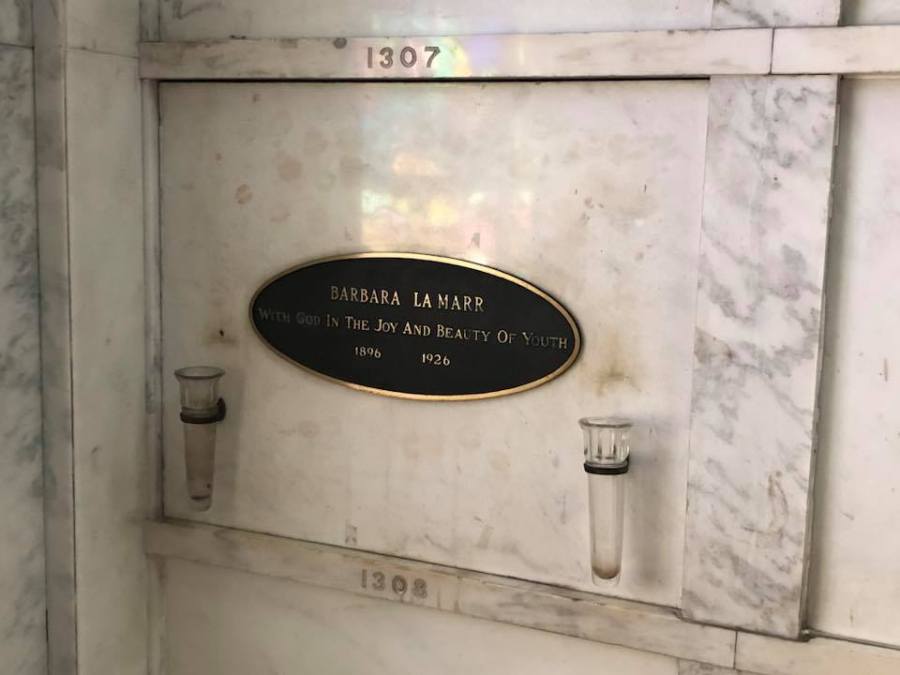 1307
BARBARA LA MARR
WITH GOD IN THE JOY AND BEAUTY OF YOUTH
1896 1926
1308